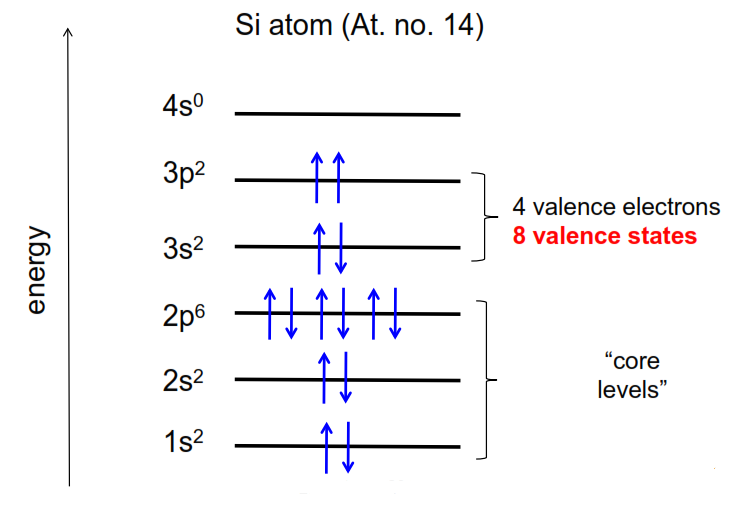 Si atom (At. no. 14)
4s⁰
3p²
4 valence electrons
3s²
8 valence states
energy
2p⁶
“core
2s²
levels”
1s²